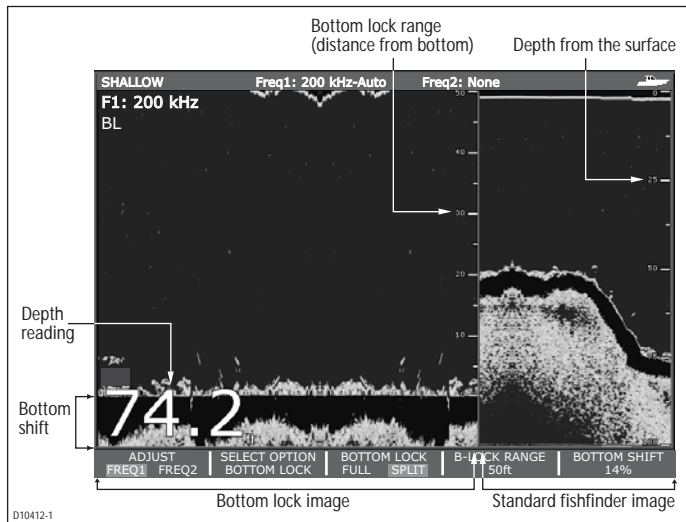 Bottom lock range
(distance from bottom)
Depth from the surface
SHALLOW Freq1: 200 kHz-Auto Freq2: None
F1: 200 kHz
BL
50
40
30
20
10
0
25
50
Depth
reading
Bottom
shift
74.2
ADJUST SELECT OPTION BOTTOM LOCK B-LOCK RANGE BOTTOM SHIFT
FREQ1 FREQ2 BOTTOM LOCK FULL SPLIT 50ft 14%
Bottom lock image
Standard fishfinder image
D10412-1